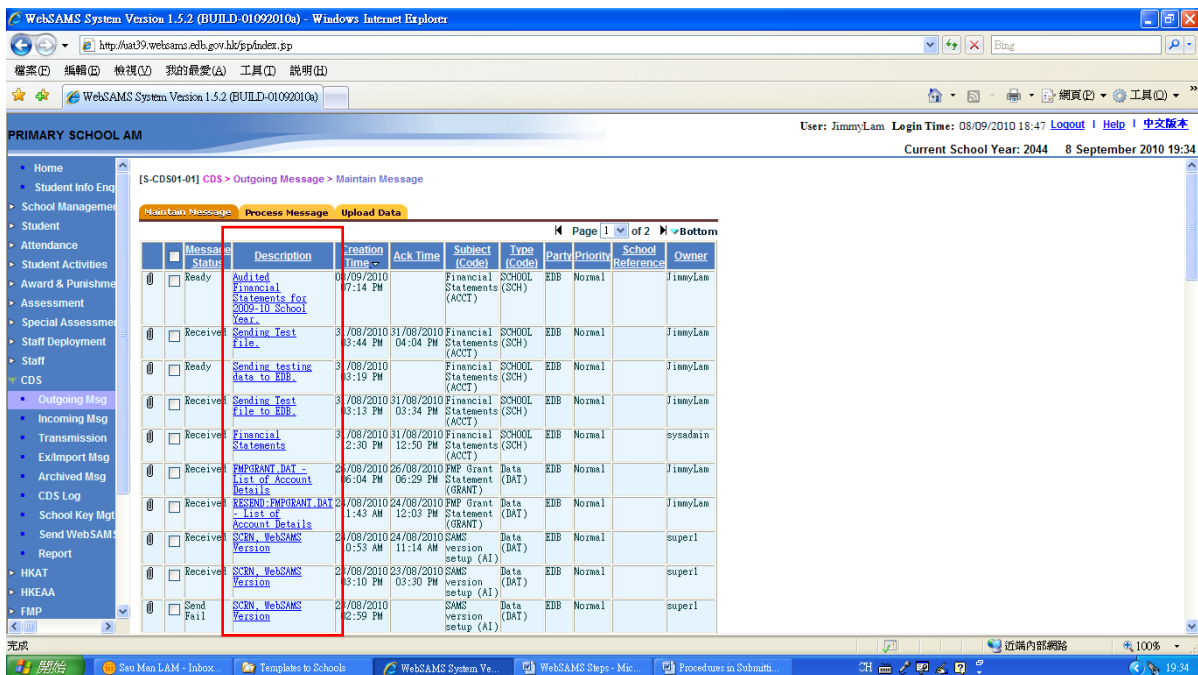 WebSAMS System Version 1.5.2 (BUILD-01092010a) - Windows Internet Explorer
http://uat39.websams.edb.gov.hk/jsp/index.jsp
Bing
檔案(F) 編輯(E) 檢視(V) 我的最愛(A) 工具(T) 說明(H)
WebSAMS System Version 1.5.2 (BUILD-01092010a)
網頁(P) 工具(O) »
PRIMARY SCHOOL AM
User: JimmyLam Login Time: 08/09/2010 18:47 Logout | Help | 中文版本
Current School Year: 2044 8 September 2010 19:34
Home
Student Info Enq
School Managemen
Student
Attendance
Student Activities
Award & Punishme
Assessment
Special Assessmen
Staff Deployment
Staff
CDS
Outgoing Msg
Incoming Msg
Transmission
Ex/Import Msg
Archived Msg
CDS Log
School Key Mgt
Send WebSAMS
Report
HKAT
HKEAA
FMP
[S-CDS01-01] CDS > Outgoing Message > Maintain Message
Maintain Message Process Message Upload Data
Page 1 of 2 Bottom
Message Status Description Creation Time Ack Time Subject (Code) Type (Code) Party Priority School Reference Owner
Ready Audited 08/09/2010 Financial SCHOOL EDB Normal JimmyLam
Financial 07:14 PM Statements (SCH)
Statements for (ACCT)
2009-10 School
Year.
Received Sending Test 31/08/2010 31/08/2010 Financial SCHOOL EDB Normal JimmyLam
file. 03:44 PM 04:04 PM Statements (SCH)
(ACCT)
Ready Sending testing 31/08/2010 Financial SCHOOL EDB Normal JimmyLam
data to EDB. 03:19 PM Statements (SCH)
(ACCT)
Received Sending Test 31/08/2010 31/08/2010 Financial SCHOOL EDB Normal JimmyLam
file to EDB. 03:13 PM 03:34 PM Statements (SCH)
(ACCT)
Received Financial 31/08/2010 31/08/2010 Financial SCHOOL EDB Normal sysadmin
Statements 12:30 PM 12:50 PM Statements (SCH)
(ACCT)
Received FMPGRANT.DAT - 26/08/2010 26/08/2010 FMP Grant Data EDB Normal JimmyLam
List of Account 06:04 PM 06:29 PM Statement (DAT)
Details (GRANT)
Received RESEND:FMPGRANT.DAT 24/08/2010 24/08/2010 FMP Grant Data EDB Normal JimmyLam
- List of 11:43 AM 12:03 PM Statement (DAT)
Account Details (GRANT)
Received SCRN, WebSAMS 24/08/2010 24/08/2010 SAMS Data EDB Normal super1
Version 10:53 AM 11:14 AM version (DAT)
setup (AI)
Received SCRN, WebSAMS 23/08/2010 23/08/2010 SAMS Data EDB Normal super1
Version 03:10 PM 03:30 PM version (DAT)
setup (AI)
Send SCRN, WebSAMS 23/08/2010 SAMS Data EDB Normal super1
Fail Version 02:59 PM version (DAT)
setup (AI)
完成 近端內部網路 100%
開始 Sau Man LAM - Inbox... Templates to Schools WebSAMS System Ve... WebSAMS Steps - Mic... Procedures in Submitti... CH 19:34